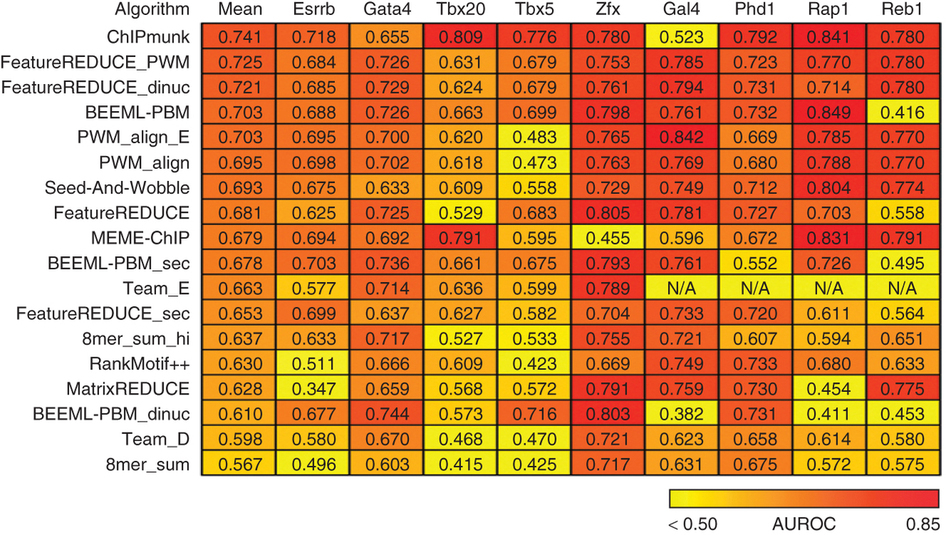 Algorithm Mean Esrrb Gata4 Tbx20 Tbx5 Zfx Gal4 Phd1 Rap1 Reb1
ChIPmunk 0.741 0.718 0.655 0.809 0.776 0.780 0.523 0.792 0.841 0.780
FeatureREDUCE_PWM 0.725 0.684 0.726 0.631 0.679 0.753 0.785 0.723 0.770 0.780
FeatureREDUCE_dinuc 0.721 0.685 0.729 0.624 0.679 0.761 0.794 0.731 0.714 0.780
BEEML-PBM 0.703 0.688 0.726 0.663 0.699 0.798 0.761 0.732 0.849 0.416
PWM_align_E 0.703 0.695 0.700 0.620 0.483 0.765 0.842 0.669 0.785 0.770
PWM_align 0.695 0.698 0.702 0.618 0.473 0.763 0.769 0.680 0.788 0.770
Seed-And-Wobble 0.693 0.675 0.633 0.609 0.558 0.729 0.749 0.712 0.804 0.774
FeatureREDUCE 0.681 0.625 0.725 0.529 0.683 0.805 0.781 0.727 0.703 0.558
MEME-ChIP 0.679 0.694 0.692 0.791 0.595 0.455 0.596 0.672 0.831 0.791
BEEML-PBM_sec 0.678 0.703 0.736 0.661 0.675 0.793 0.761 0.552 0.726 0.495
Team_E 0.663 0.577 0.714 0.636 0.599 0.789 N/A N/A N/A N/A
FeatureREDUCE_sec 0.653 0.699 0.637 0.627 0.582 0.704 0.733 0.720 0.611 0.564
8mer_sum_hi 0.637 0.633 0.717 0.527 0.533 0.755 0.721 0.607 0.594 0.651
RankMotif++ 0.630 0.511 0.666 0.609 0.423 0.669 0.749 0.733 0.680 0.633
MatrixREDUCE 0.628 0.347 0.659 0.568 0.572 0.791 0.759 0.730 0.454 0.775
BEEML-PBM_dinuc 0.610 0.677 0.744 0.573 0.716 0.803 0.382 0.731 0.411 0.453
Team_D 0.598 0.580 0.670 0.468 0.470 0.721 0.623 0.658 0.614 0.580
8mer_sum 0.567 0.496 0.603 0.415 0.425 0.717 0.631 0.675 0.572 0.575
< 0.50 AUROC 0.85